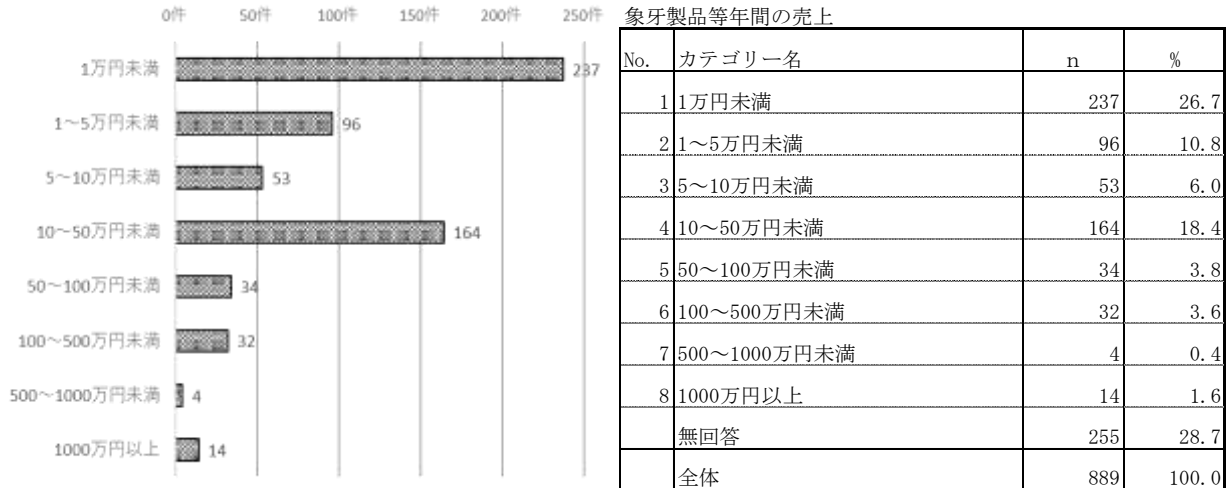 0件 50件 100件 150件 200件 250件
1万円未満 237
1～5万円未満 96
5～10万円未満 53
10～50万円未満 164
50～100万円未満 34
100～500万円未満 32
500～1000万円未満 4
1000万円以上 14
象牙製品等年間の売上
No. カテゴリー名 n %
1 1万円未満 237 26.7
2 1～5万円未満 96 10.8
3 5～10万円未満 53 6.0
4 10～50万円未満 164 18.4
5 50～100万円未満 34 3.8
6 100～500万円未満 32 3.6
7 500～1000万円未満 4 0.4
8 1000万円以上 14 1.6
無回答 255 28.7
全体 889 100.0